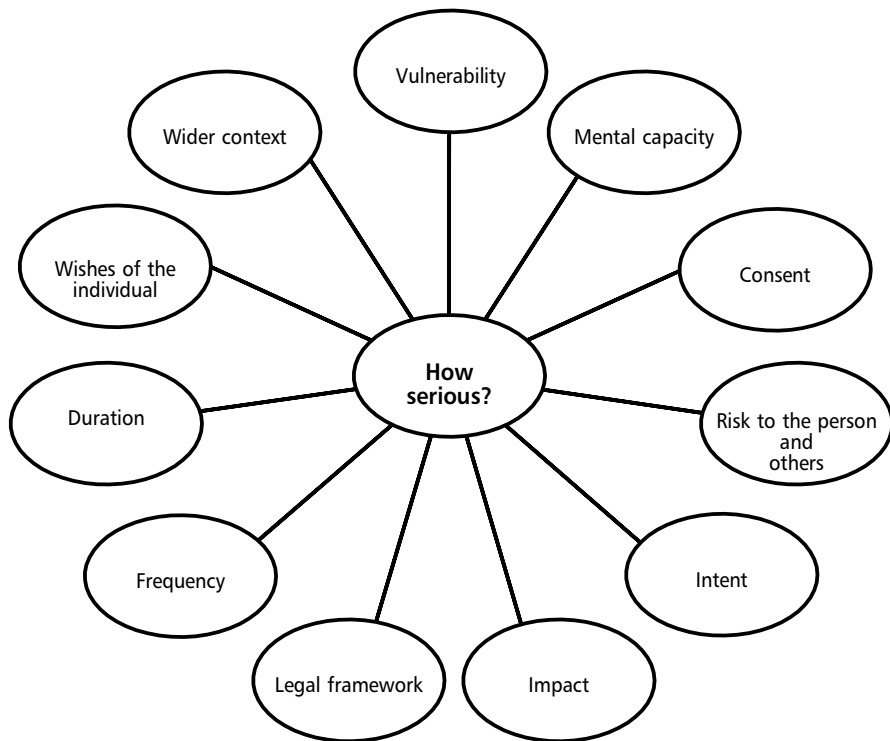 Vulnerability
Mental capacity
Consent
Risk to the person
and
others
Intent
Impact
Legal framework
Frequency
Duration
Wishes of the
individual
Wider context
How
serious?